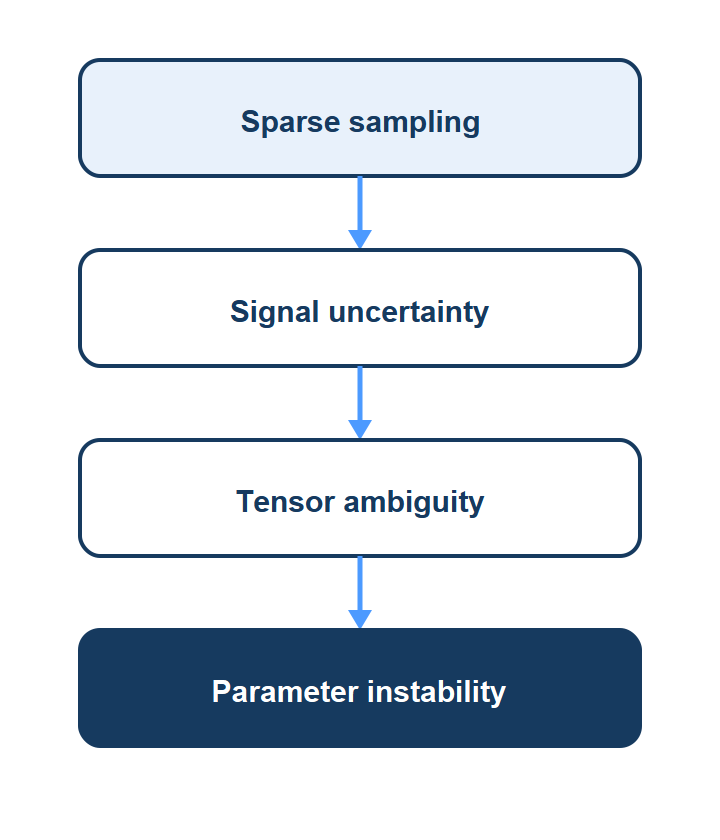 Sparse sampling
Signal uncertainty
Tensor ambiguity
Parameter instability